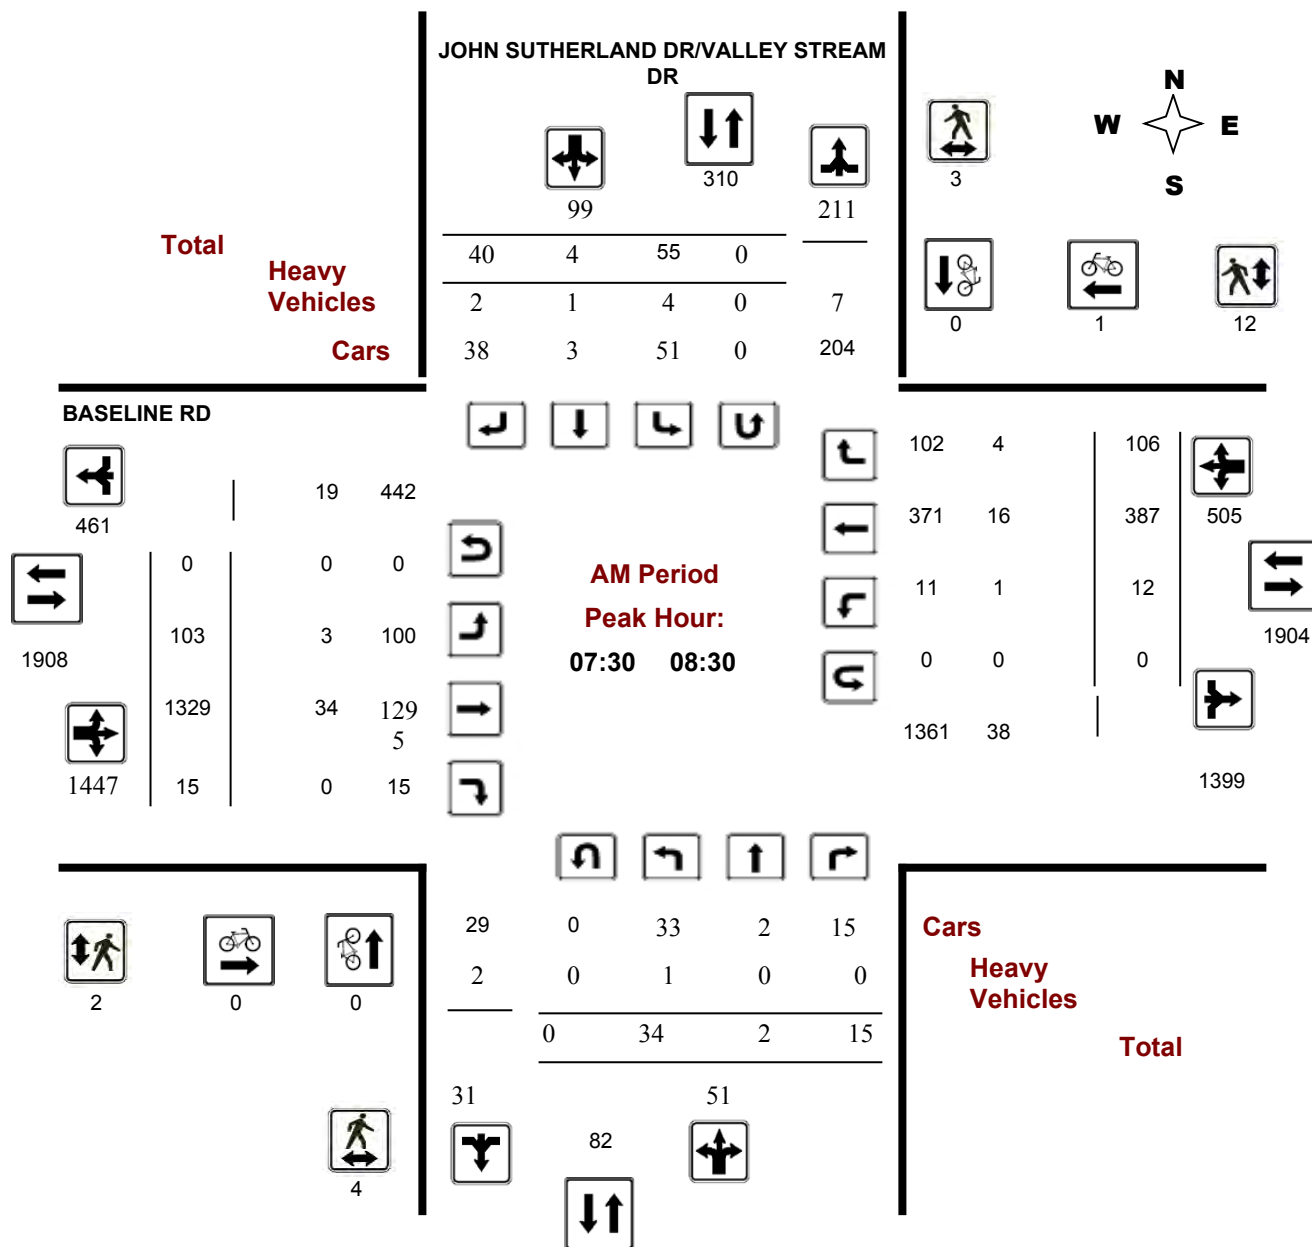 JOHN SUTHERLAND DR/VALLEY STREAM
DR
N
W E
S
310
3
99
211
Total
40 4 55 0
Heavy
Vehicles
2 1 4 0 7
0 1 12
Cars
38 3 51 0 204
BASELINE RD
102 4 106
19 442
461
371 16 387 505
0 0 0
AM Period
11 1 12
Peak Hour:
103 3 100
1904
1908
07:30 08:30
0 0 0
1329 34 129
5
1361 38
1447 15 0 15
1399
29 0 33 2 15
Cars
2 0 1 0 0
Heavy
Vehicles
2 0 0
0 34 2 15
Total
31 51
82
4